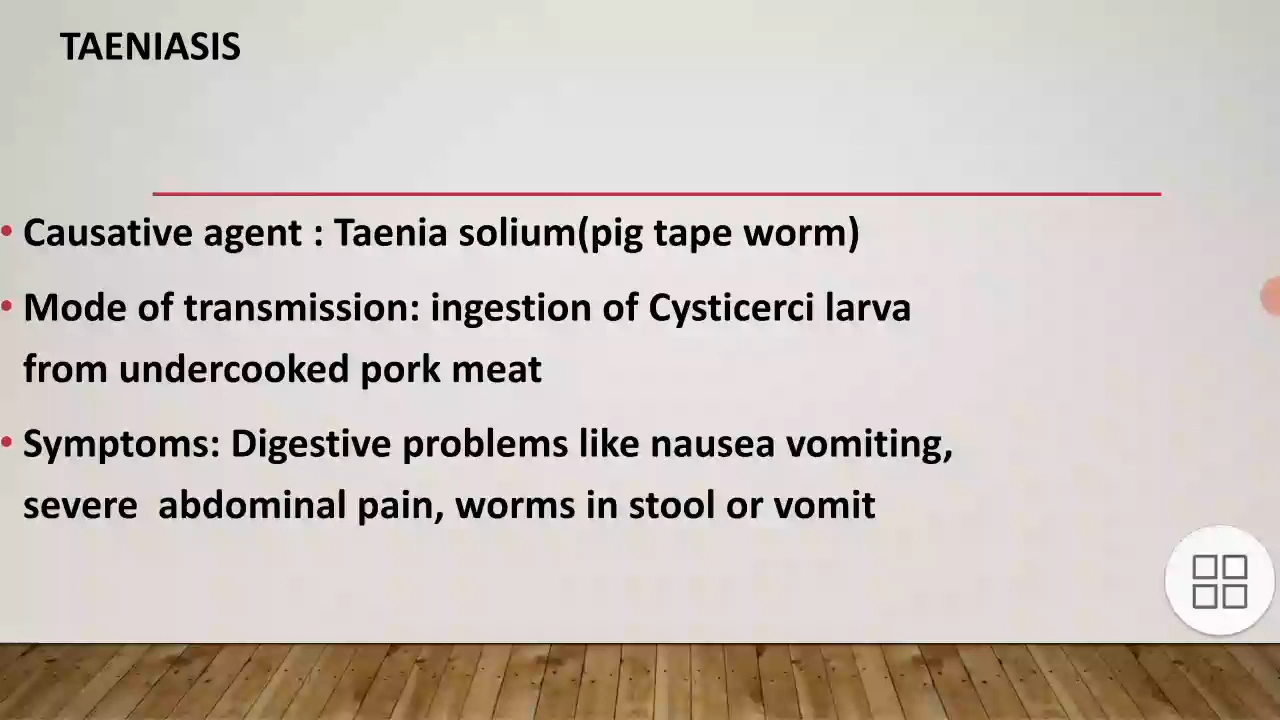 TAENIASIS
• Causative agent : Taenia solium(pig tape worm)
• Mode of transmission: ingestion of Cysticerci larva
from undercooked pork meat
• Symptoms: Digestive problems like nausea vomiting,
severe  abdominal pain, worms in stool or vomit